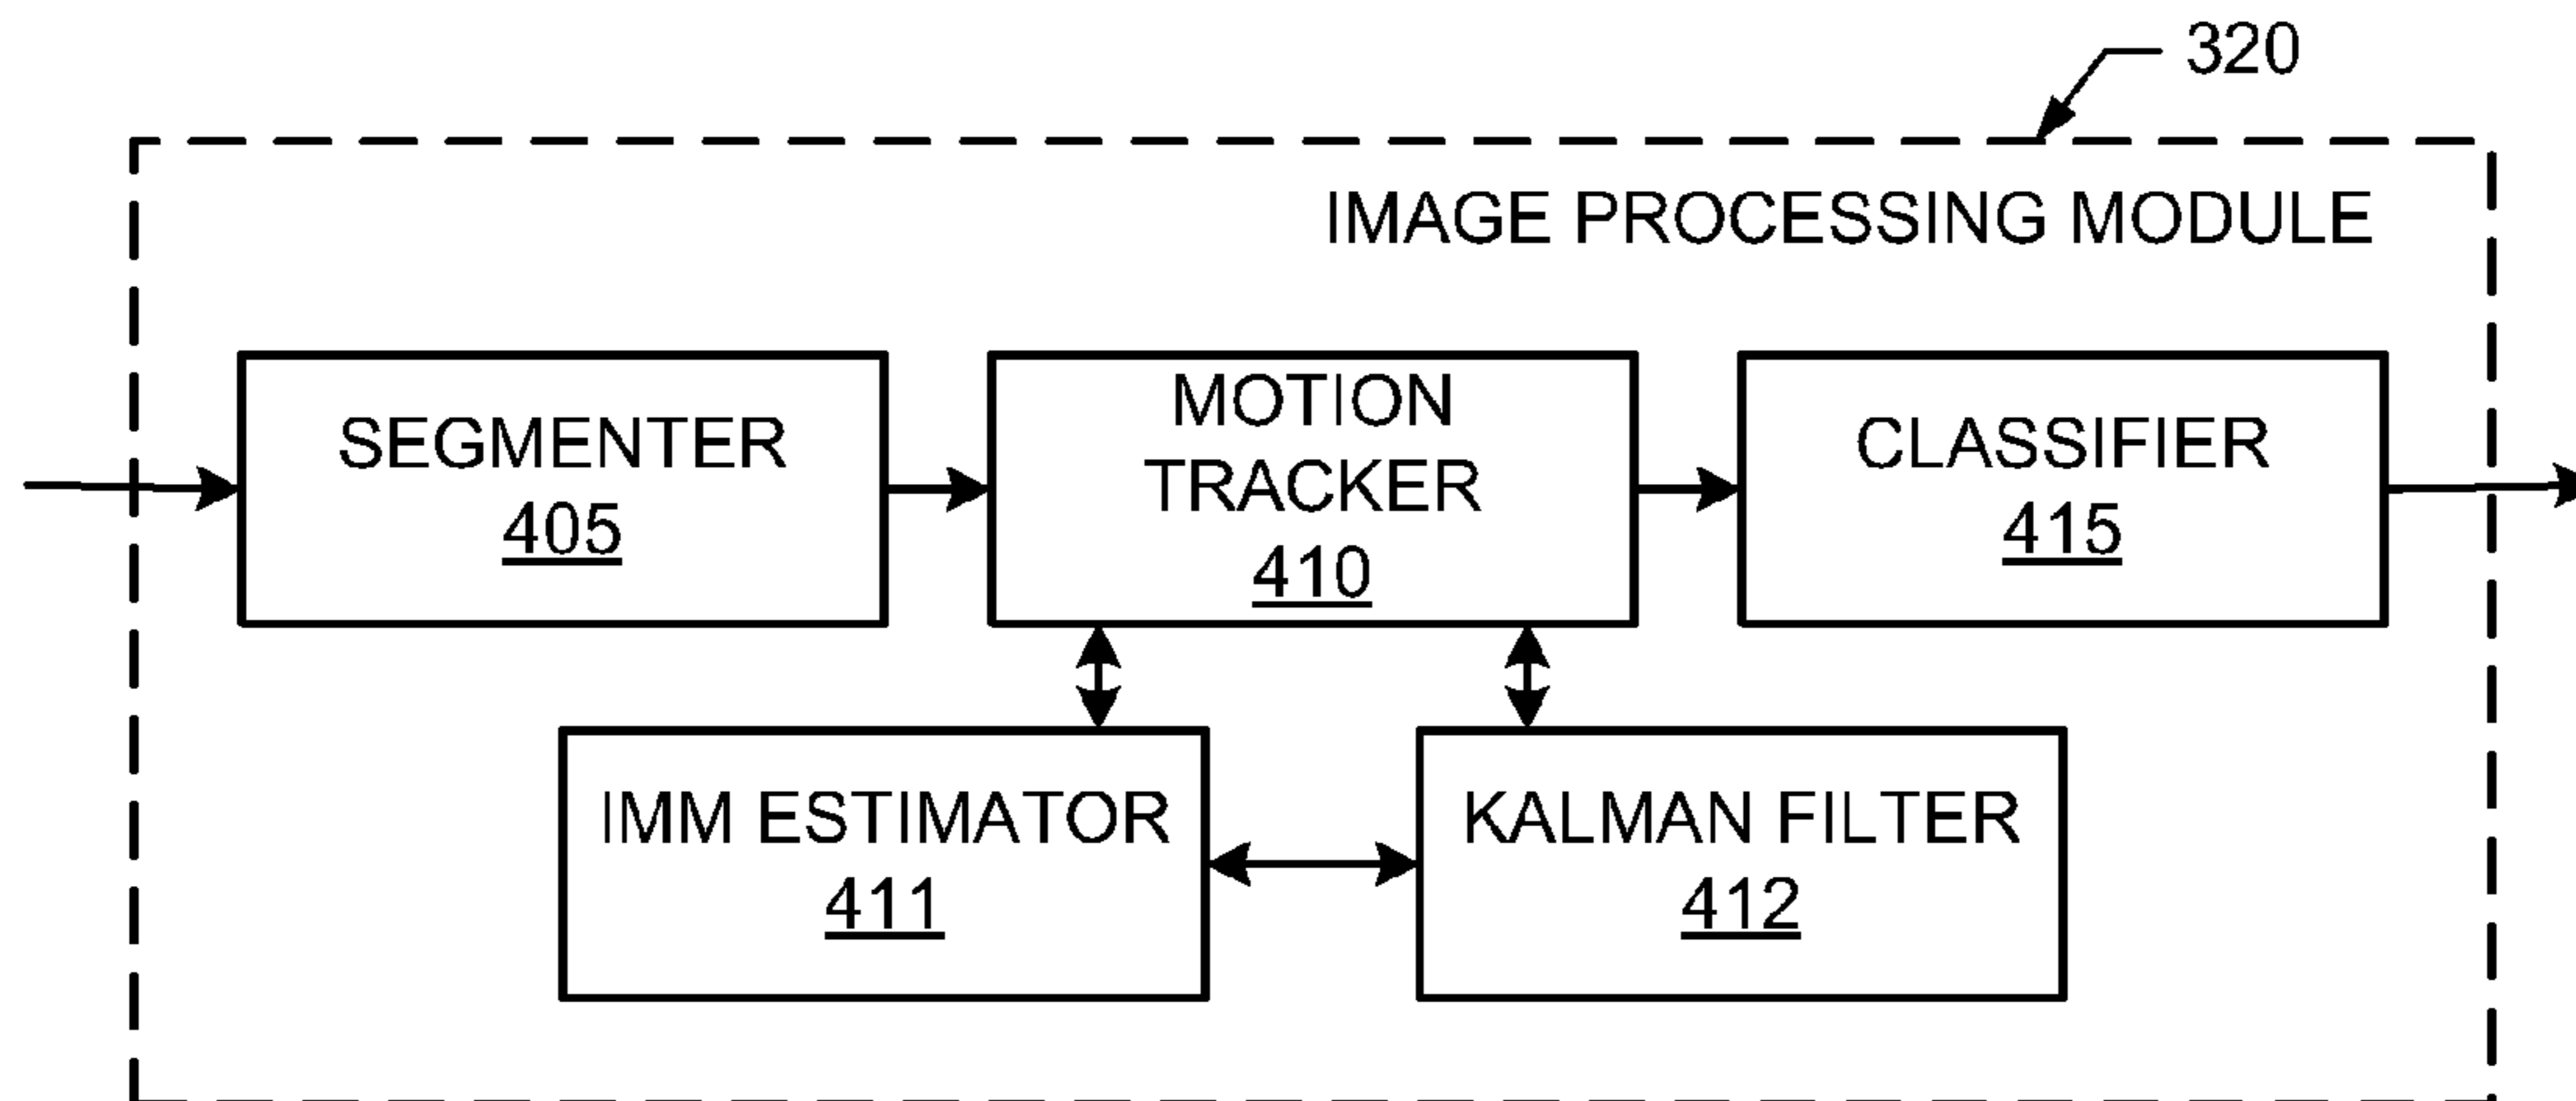 320
IMAGE PROCESSING MODULE
SEGMENTER
405
MOTION
TRACKER
410
CLASSIFIER
415
IMM ESTIMATOR
411
KALMAN FILTER
412